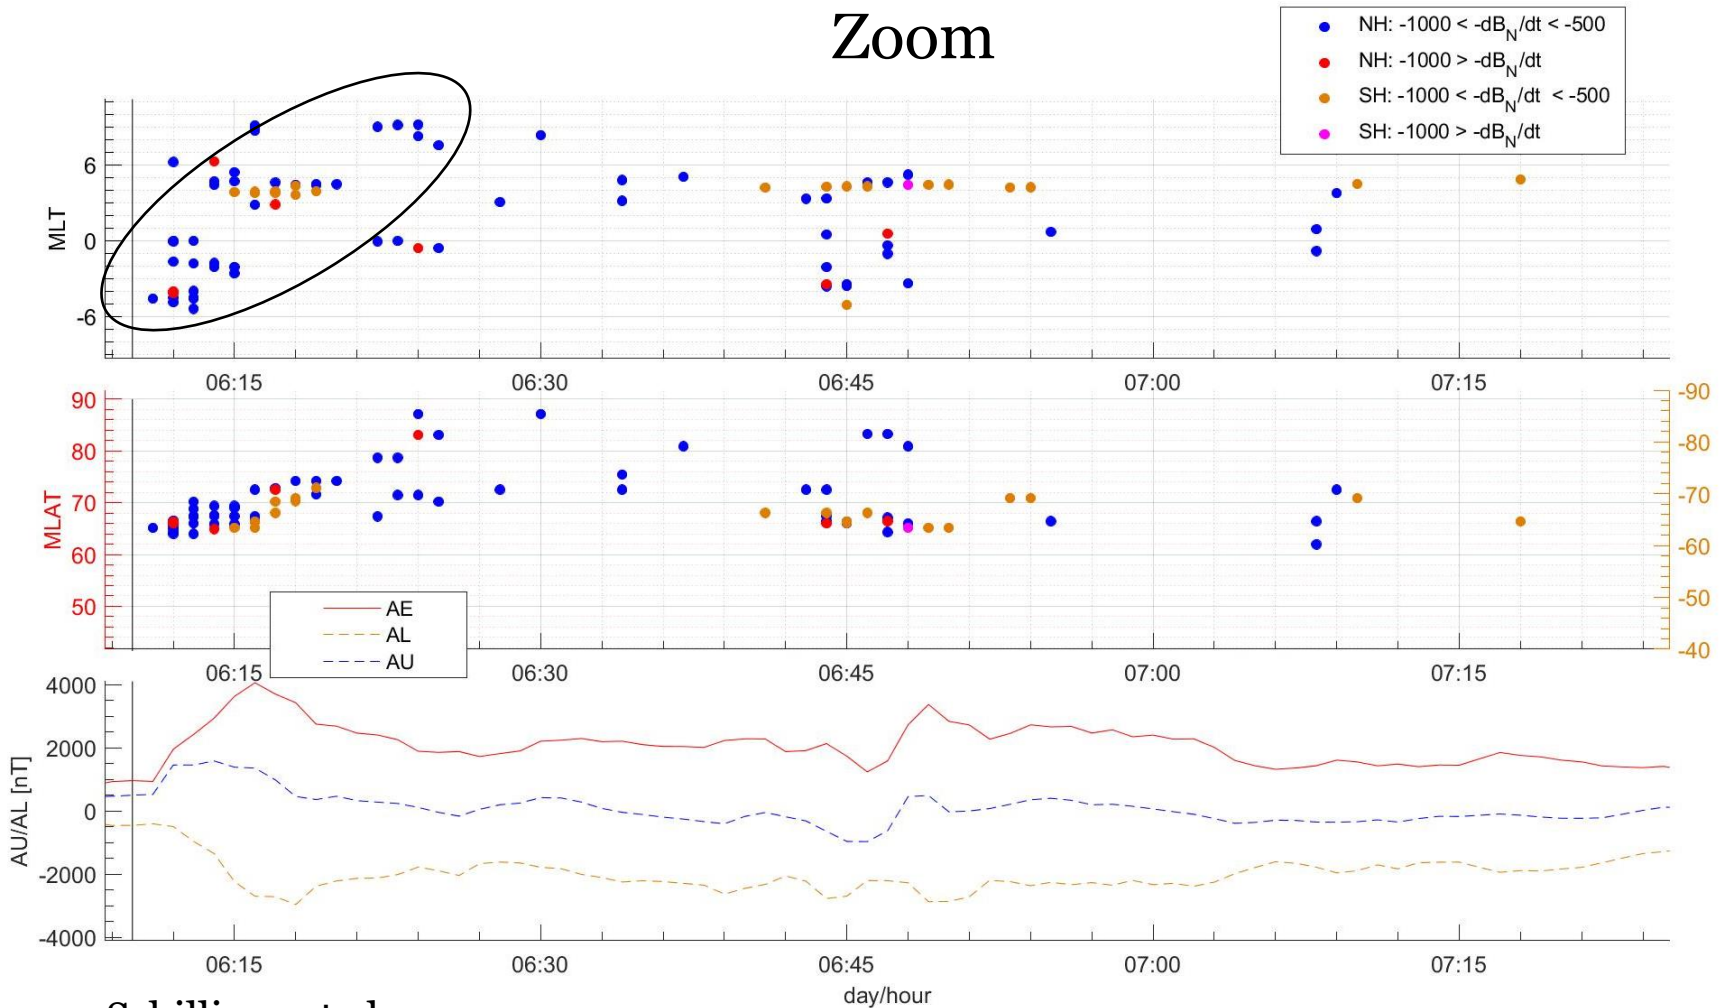 Zoom
NH: -1000 < -dB_N/dt < -500
NH: -1000 > -dB_N/dt
SH: -1000 < -dB_N/dt < -500
SH: -1000 > -dB_N/dt
MLT
6
0
-6
06:15 06:30 06:45 07:00 07:15
MLAT
90
80
70
60
50
-90
-80
-70
-60
-50
-40
AE
AL
AU
06:15 06:30 06:45 07:00 07:15
AU/AL [nT]
4000
2000
0
-2000
-4000
06:15 06:30 06:45 07:00 07:15
day/hour